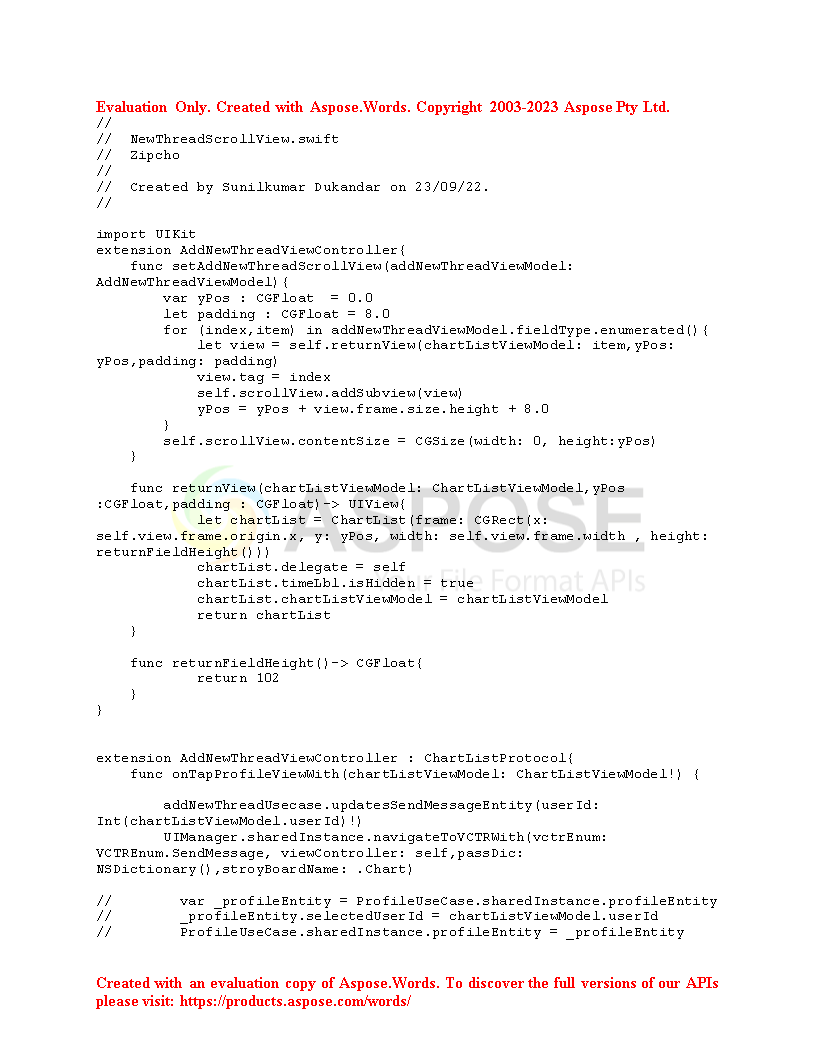 Evaluation Only. Created with Aspose.Words. Copyright 2003-2023 Aspose Pty Ltd.
//
//  NewThreadScrollView.swift
//  Zipcho
//
//  Created by Sunilkumar Dukandar on 23/09/22.
//
import UIKit
extension AddNewThreadViewController{
    func setAddNewThreadScrollView(addNewThreadViewModel:
AddNewThreadViewModel){
        var yPos : CGFloat  = 0.0
        let padding : CGFloat = 8.0
        for (index,item) in addNewThreadViewModel.fieldType.enumerated(){
            let view = self.returnView(chartListViewModel: item,yPos:
yPos,padding: padding)
            view.tag = index
            self.scrollView.addSubview(view)
            yPos = yPos + view.frame.size.height + 8.0
        }
        self.scrollView.contentSize = CGSize(width: 0, height:yPos)
    }
    func returnView(chartListViewModel: ChartListViewModel,yPos
:CGFloat,padding : CGFloat)-> UIView{
            let chartList = ChartList(frame: CGRect(x:
self.view.frame.origin.x, y: yPos, width: self.view.frame.width , height:
returnFieldHeight()))
            chartList.delegate = self
            chartList.timeLbl.isHidden = true
            chartList.chartListViewModel = chartListViewModel
            return chartList
    }
ASPOSE
Your File Format APIs
    func returnFieldHeight()-> CGFloat{
            return 102
    }
}
extension AddNewThreadViewController : ChartListProtocol{
    func onTapProfileViewWith(chartListViewModel: ChartListViewModel!) {
        addNewThreadUsecase.updatesSendMessageEntity(userId:
Int(chartListViewModel.userId)!)
        UIManager.sharedInstance.navigateToVCTRWith(vctrEnum:
VCTREnum.SendMessage, viewController: self,passDic:
NSDictionary(),stroyBoardName: .Chart)
//        var _profileEntity = ProfileUseCase.sharedInstance.profileEntity
//        _profileEntity.selectedUserId = chartListViewModel.userId
//        ProfileUseCase.sharedInstance.profileEntity = _profileEntity
Created with an evaluation copy of Aspose.Words. To discover the full versions of our APIs
please visit: https://products.aspose.com/words/